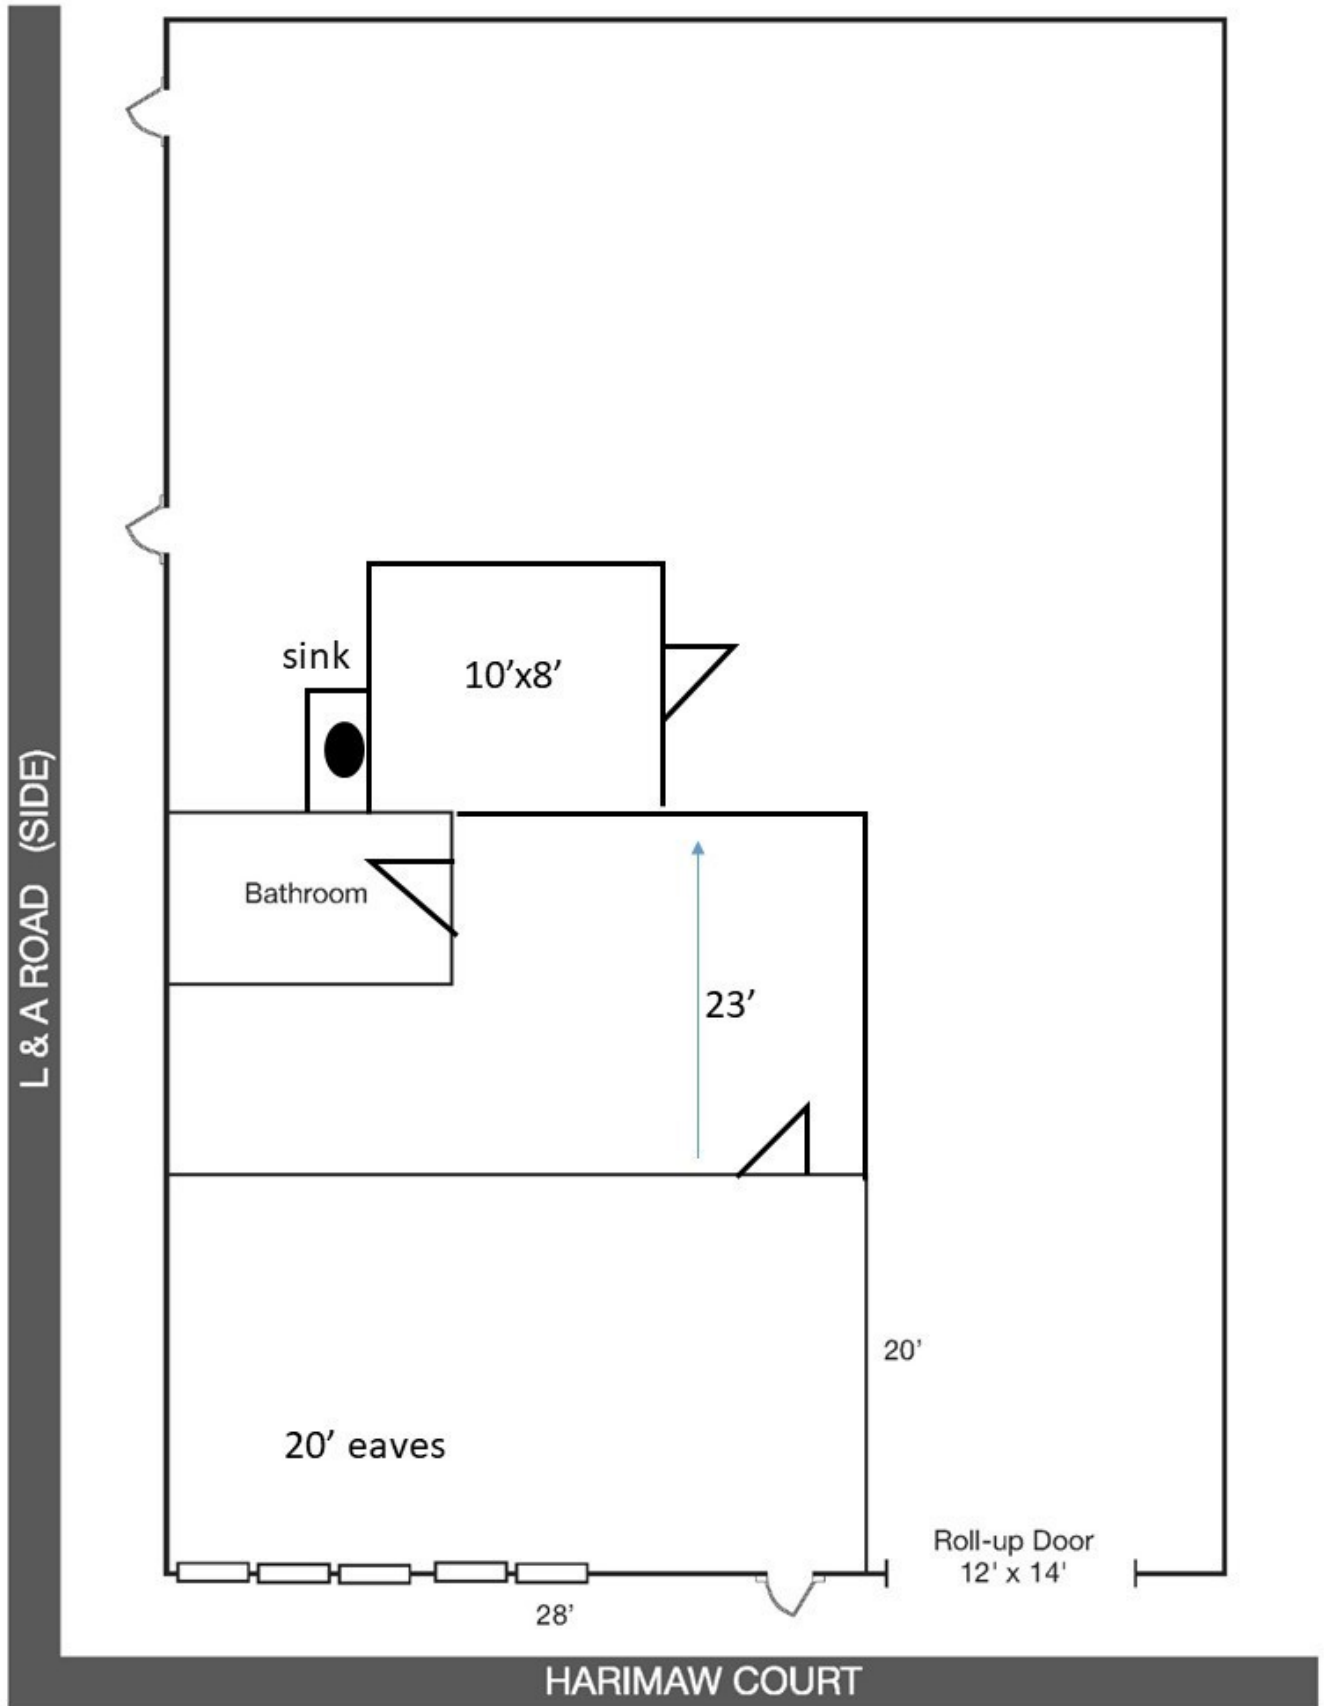 sink
10’x8’
L & A ROAD (SIDE)
Bathroom
23’
20’
20’ eaves
Roll-up Door
12' x 14'
28’
HARIMAW COURT